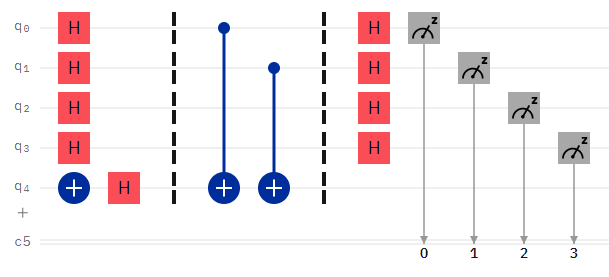 q0 H H z
q1 H H z
q2 H H z
q3 H H z
q4 + H + +
+
c5 0 1 2 3